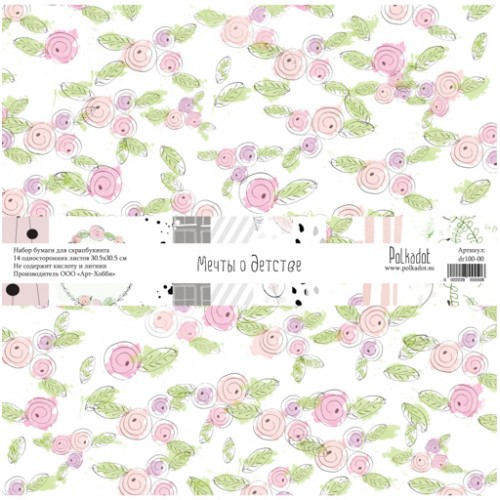 Набор бумаги для скрапбукинга
14 односторонних листов 30.5х30.5 см
Не содержит кислоту и лигнин
Производитель ООО «Арт-Хобби»
Мечты о детстве
Polkadot
www.polkadot.su
Артикул:
dr100-00